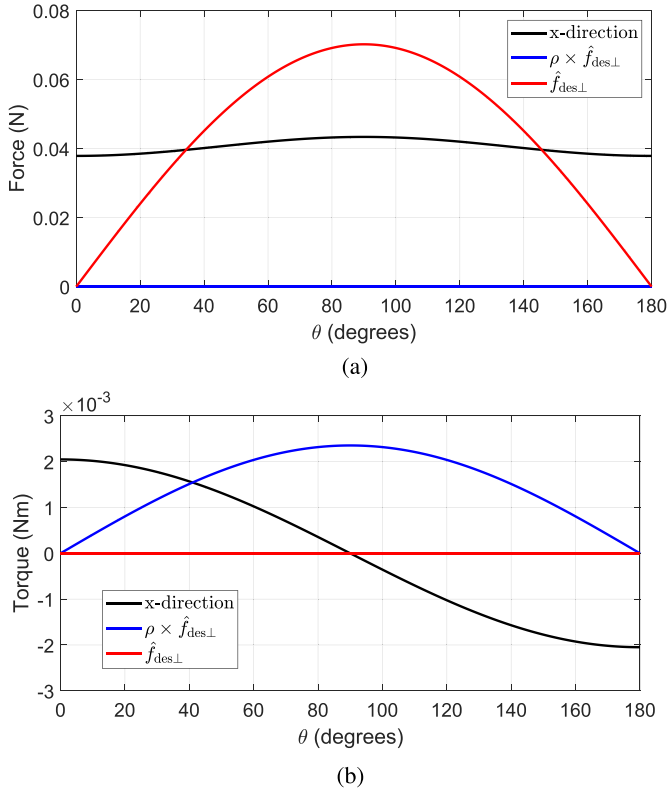 0.08
0.06
0.04
0.02
0
Force (N)
x-direction
ρ × f̂des⊥
f̂des⊥
0 20 40 60 80 100 120 140 160 180
θ (degrees)
(a)
×10-3
3
2
1
0
-1
-2
-3
Torque (Nm)
x-direction
ρ × f̂des⊥
f̂des⊥
0 20 40 60 80 100 120 140 160 180
θ (degrees)
(b)